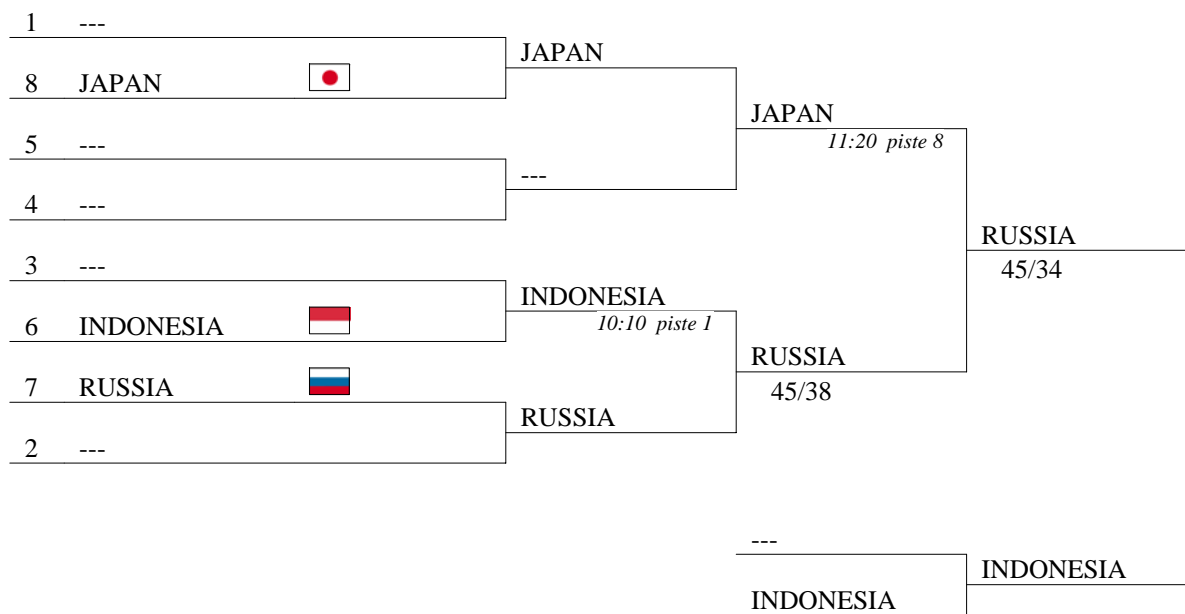 1 ---
JAPAN
8 JAPAN
JAPAN
11:20 piste 8
5 ---
---
4 ---
RUSSIA
45/34
3 ---
INDONESIA
10:10 piste 1
6 INDONESIA
RUSSIA
45/38
7 RUSSIA
RUSSIA
2 ---
---
INDONESIA
INDONESIA